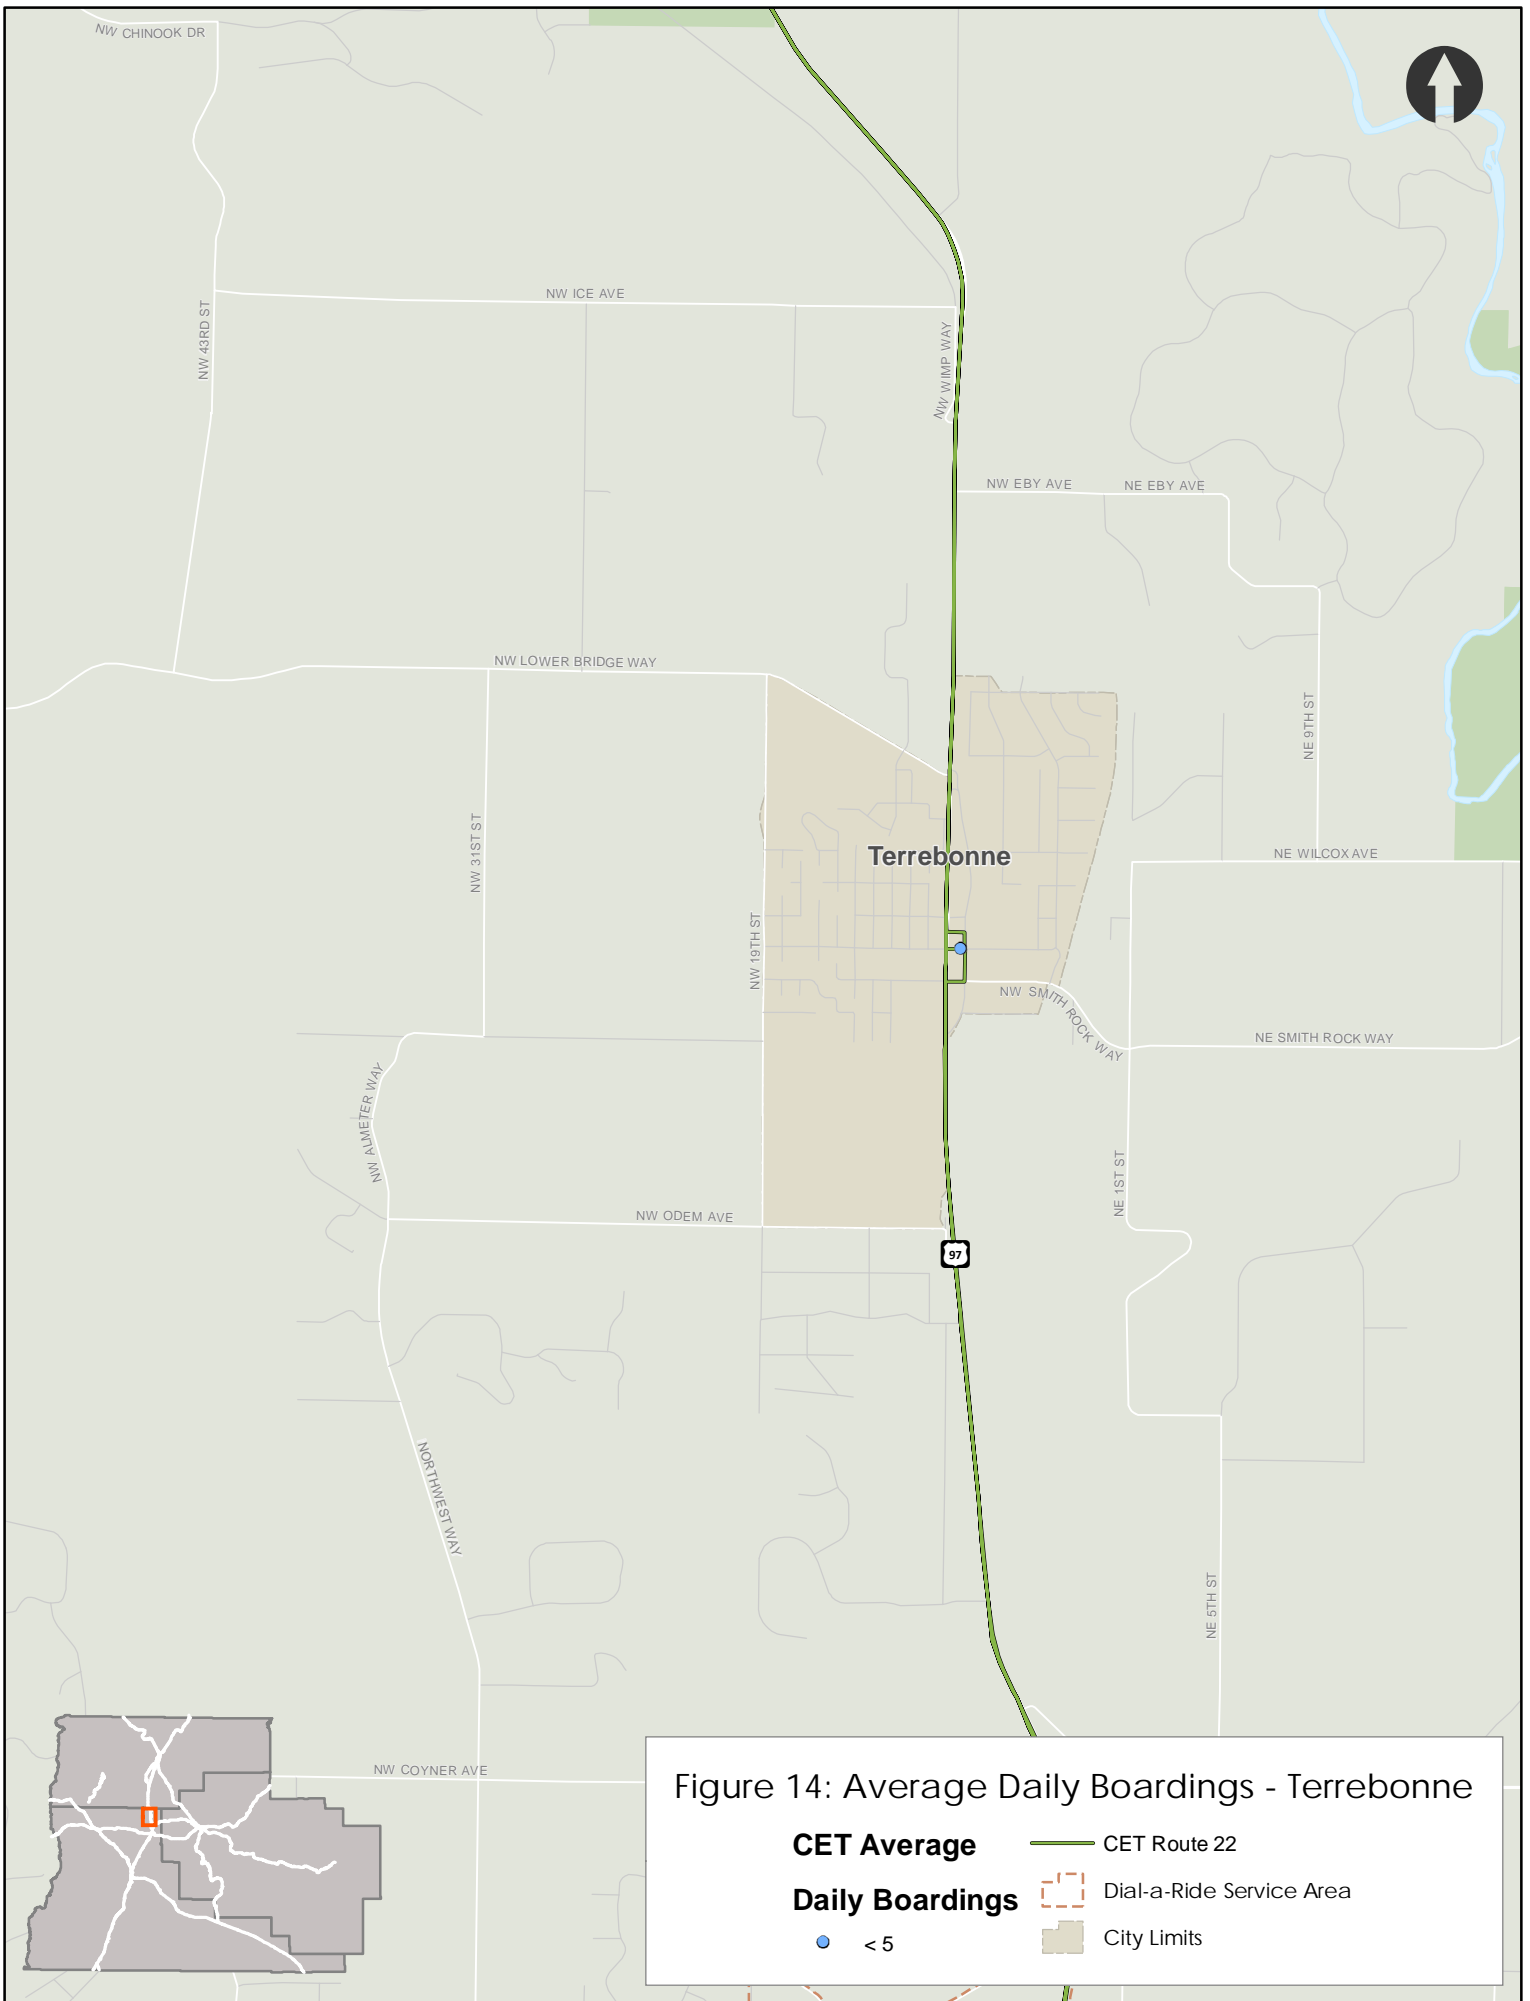 NW CHINOOK DR
NW ICE AVE
NW 43RD ST
NW WIMP WAY
NW EBY AVE
NE EBY AVE
NW LOWER BRIDGE WAY
NE 9TH ST
NW 31ST ST
Terrebonne
NE WILCOX AVE
NW 19TH ST
NW SMITH ROCK WAY
NE SMITH ROCK WAY
NW ALMETER WAY
NE 1ST ST
NW ODEM AVE
97
NORTHWEST WAY
NE 5TH ST
NW COYNER AVE
Figure 14: Average Daily Boardings - Terrebonne
CET Average
Daily Boardings
< 5
CET Route 22
Dial-a-Ride Service Area
City Limits